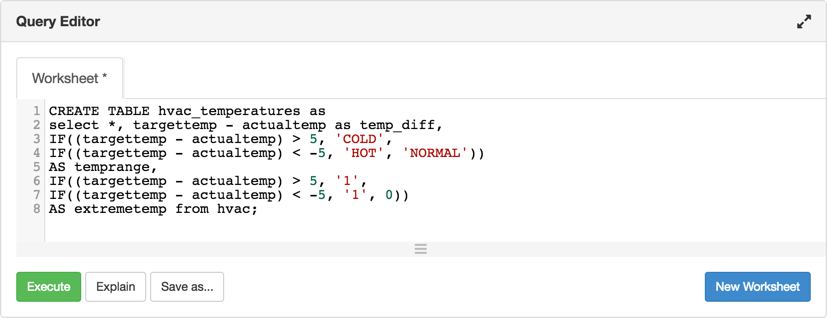 Query Editor
Worksheet *
1 CREATE TABLE hvac_temperatures as
2 select *, targettemp - actualtemp as temp_diff,
3 IF((targettemp - actualtemp) > 5, 'COLD',
4 IF((targettemp - actualtemp) < -5, 'HOT', 'NORMAL'))
5 AS temprange,
6 IF((targettemp - actualtemp) > 5, '1',
7 IF((targettemp - actualtemp) < -5, '1', 0))
8 AS extremetemp from hvac;
Execute Explain Save as... New Worksheet